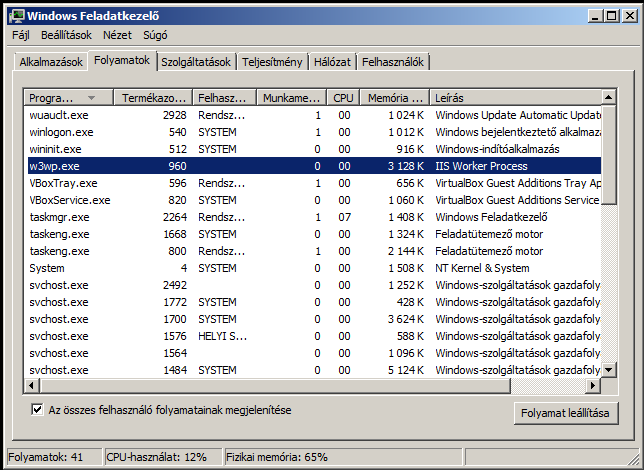 Windows Feladatkezelő
Fájl Beállítások Nézet Súgó
Alkalmazások Folyamatok Szolgáltatások Teljesítmény Hálózat Felhasználók
Progra... Termékazo... Felhasz... Munkame... CPU Memória ... Leírás
wuauclt.exe 2928 Rendsz... 1 00 1 024 K Windows Update Automatic Update
winlogon.exe 540 SYSTEM 1 00 1 012 K Windows bejelentkeztető alkalmaza
wininit.exe 512 SYSTEM 0 00 916 K Windows-indítóalkalmazás
w3wp.exe 960 0 00 3 128 K IIS Worker Process
VBoxTray.exe 596 Rendsz... 1 00 656 K VirtualBox Guest Additions Tray Ap
VBoxService.exe 820 SYSTEM 0 00 1 060 K VirtualBox Guest Additions Service
taskmgr.exe 2264 Rendsz... 1 07 1 408 K Windows Feladatkezelő
taskeng.exe 1668 SYSTEM 0 00 1 324 K Feladatütemező motor
taskeng.exe 800 Rendsz... 1 00 2 144 K Feladatütemező motor
System 4 SYSTEM 0 00 1 508 K NT Kernel & System
svchost.exe 2492 0 00 1 252 K Windows-szolgáltatások gazdafoly
svchost.exe 1772 SYSTEM 0 00 428 K Windows-szolgáltatások gazdafoly
svchost.exe 1700 SYSTEM 0 00 3 624 K Windows-szolgáltatások gazdafoly
svchost.exe 1576 HELYI S... 0 00 588 K Windows-szolgáltatások gazdafoly
svchost.exe 1564 0 00 1 096 K Windows-szolgáltatások gazdafoly
svchost.exe 1484 SYSTEM 0 00 5 124 K Windows-szolgáltatások gazdafoly
Az összes felhasználó folyamatainak megjelenítése
Folyamat leállítása
Folyamatok: 41 CPU-használat: 12% Fizikai memória: 65%